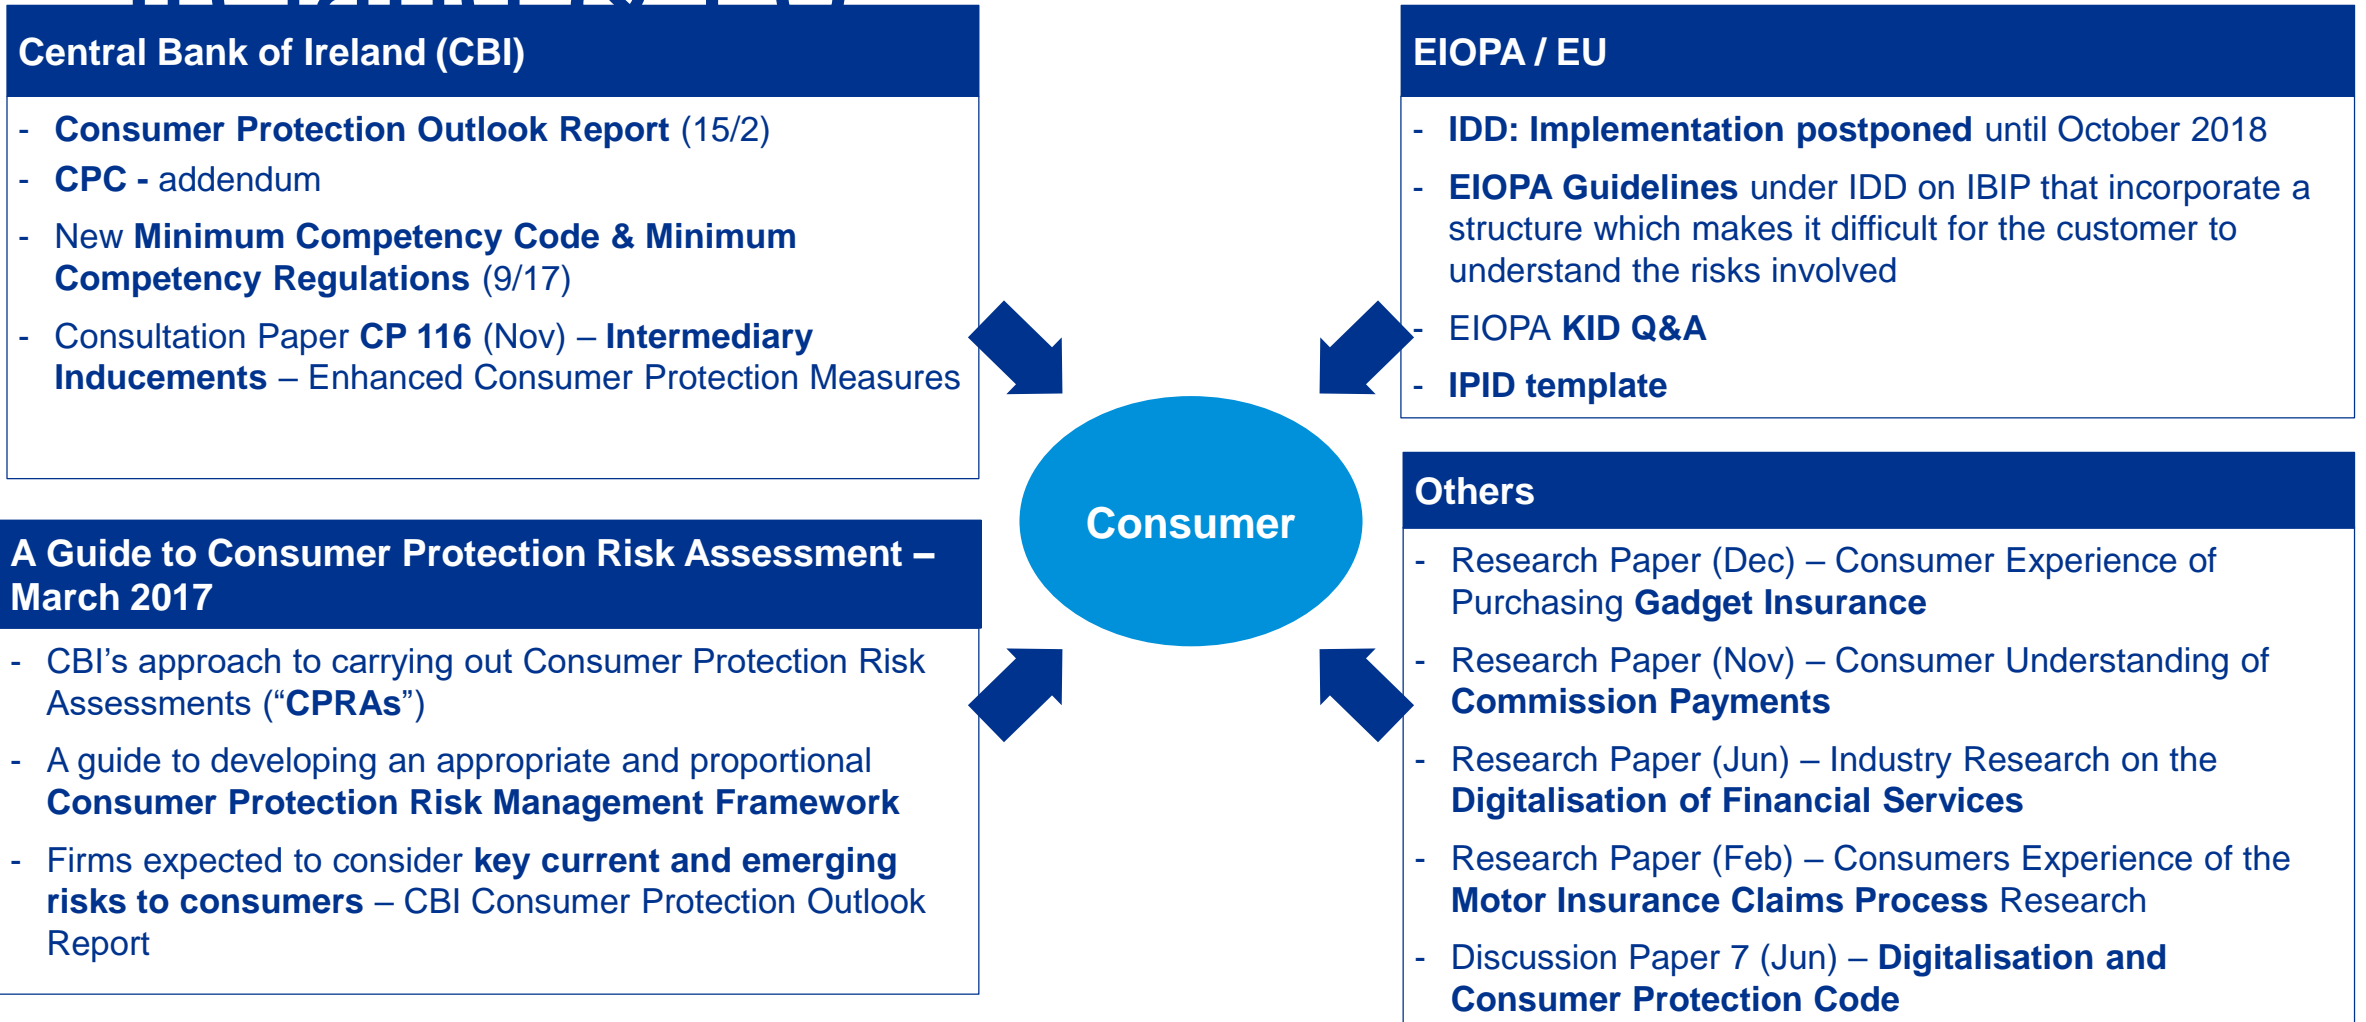 Central Bank of Ireland (CBI)
- Consumer Protection Outlook Report (15/2)
- CPC - addendum
- New Minimum Competency Code & Minimum
Competency Regulations (9/17)
- Consultation Paper CP 116 (Nov) – Intermediary
Inducements – Enhanced Consumer Protection Measures
A Guide to Consumer Protection Risk Assessment –
March 2017
- CBI’s approach to carrying out Consumer Protection Risk
Assessments (“CPRAs”)
- A guide to developing an appropriate and proportional
Consumer Protection Risk Management Framework
- Firms expected to consider key current and emerging
risks to consumers – CBI Consumer Protection Outlook
Report
Consumer
EIOPA / EU
- IDD: Implementation postponed until October 2018
- EIOPA Guidelines under IDD on IBIP that incorporate a
structure which makes it difficult for the customer to
understand the risks involved
- EIOPA KID Q&A
- IPID template
Others
- Research Paper (Dec) – Consumer Experience of
Purchasing Gadget Insurance
- Research Paper (Nov) – Consumer Understanding of
Commission Payments
- Research Paper (Jun) – Industry Research on the
Digitalisation of Financial Services
- Research Paper (Feb) – Consumers Experience of the
Motor Insurance Claims Process Research
- Discussion Paper 7 (Jun) – Digitalisation and
Consumer Protection Code